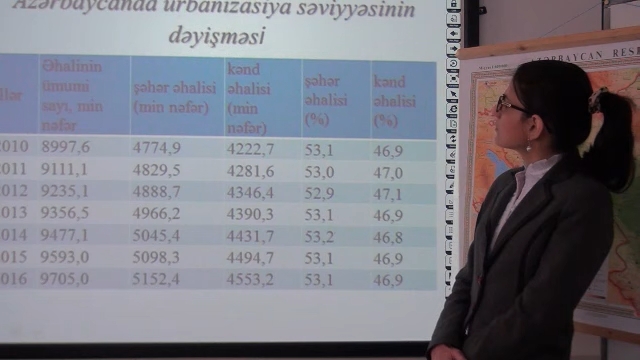 Azərbaycanda urbanizasiya səviyyəsinin
dəyişməsi
llər Əhalinin ümumi sayı, min nəfər şəhər əhalisi (min nəfər) kənd əhalisi (min nəfər) şəhər əhalisi (%) kənd əhalisi (%)
2010 8997,6 4774,9 4222,7 53,1 46,9
2011 9111,1 4829,5 4281,6 53,0 47,0
2012 9235,1 4888,7 4346,4 52,9 47,1
2013 9356,5 4966,2 4390,3 53,1 46,9
2014 9477,1 5045,4 4431,7 53,2 46,8
2015 9593,0 5098,3 4494,7 53,1 46,9
2016 9705,0 5152,4 4553,2 53,1 46,9
AZƏRBAYCAN RES